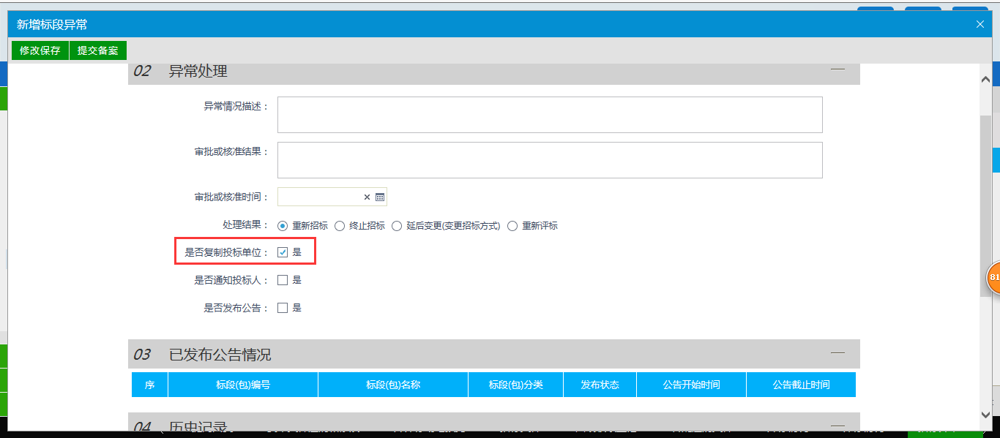 新增标段异常
修改保存 提交备案
02 异常处理
异常情况描述：
审批或核准结果：
审批或核准时间：
处理结果： 重新招标 终止招标 延后变更(变更招标方式) 重新评标
是否复制投标单位： 是
是否通知投标人： 是
是否发布公告： 是
81
03 已发布公告情况
序 标段(包)编号 标段(包)名称 标段(包)分类 发布状态 公告开始时间 公告截止时间
04 历史记录